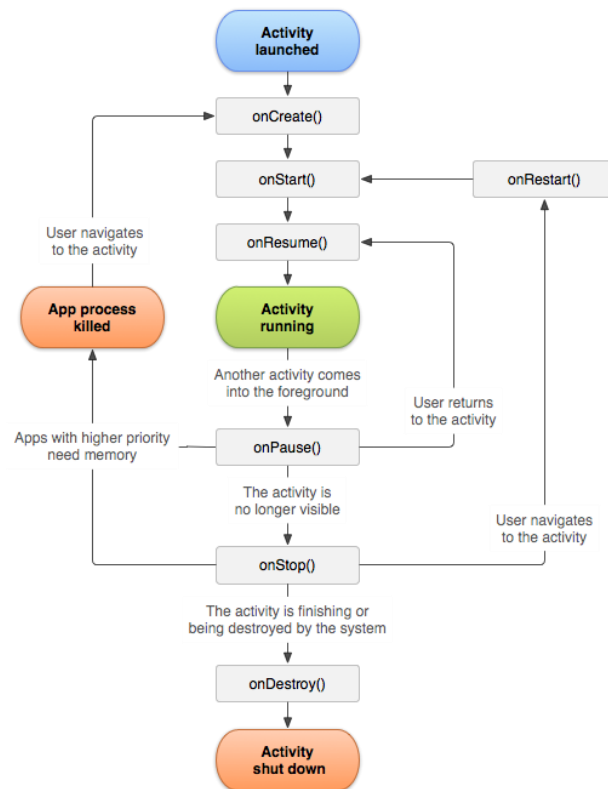 Activity
launched
onCreate()
onStart()
onRestart()
User navigates
to the activity
onResume()
App process
killed
Activity
running
Another activity comes
into the foreground
User returns
to the activity
Apps with higher priority
need memory
onPause()
The activity is
no longer visible
User navigates
to the activity
onStop()
The activity is finishing or
being destroyed by the system
onDestroy()
Activity
shut down